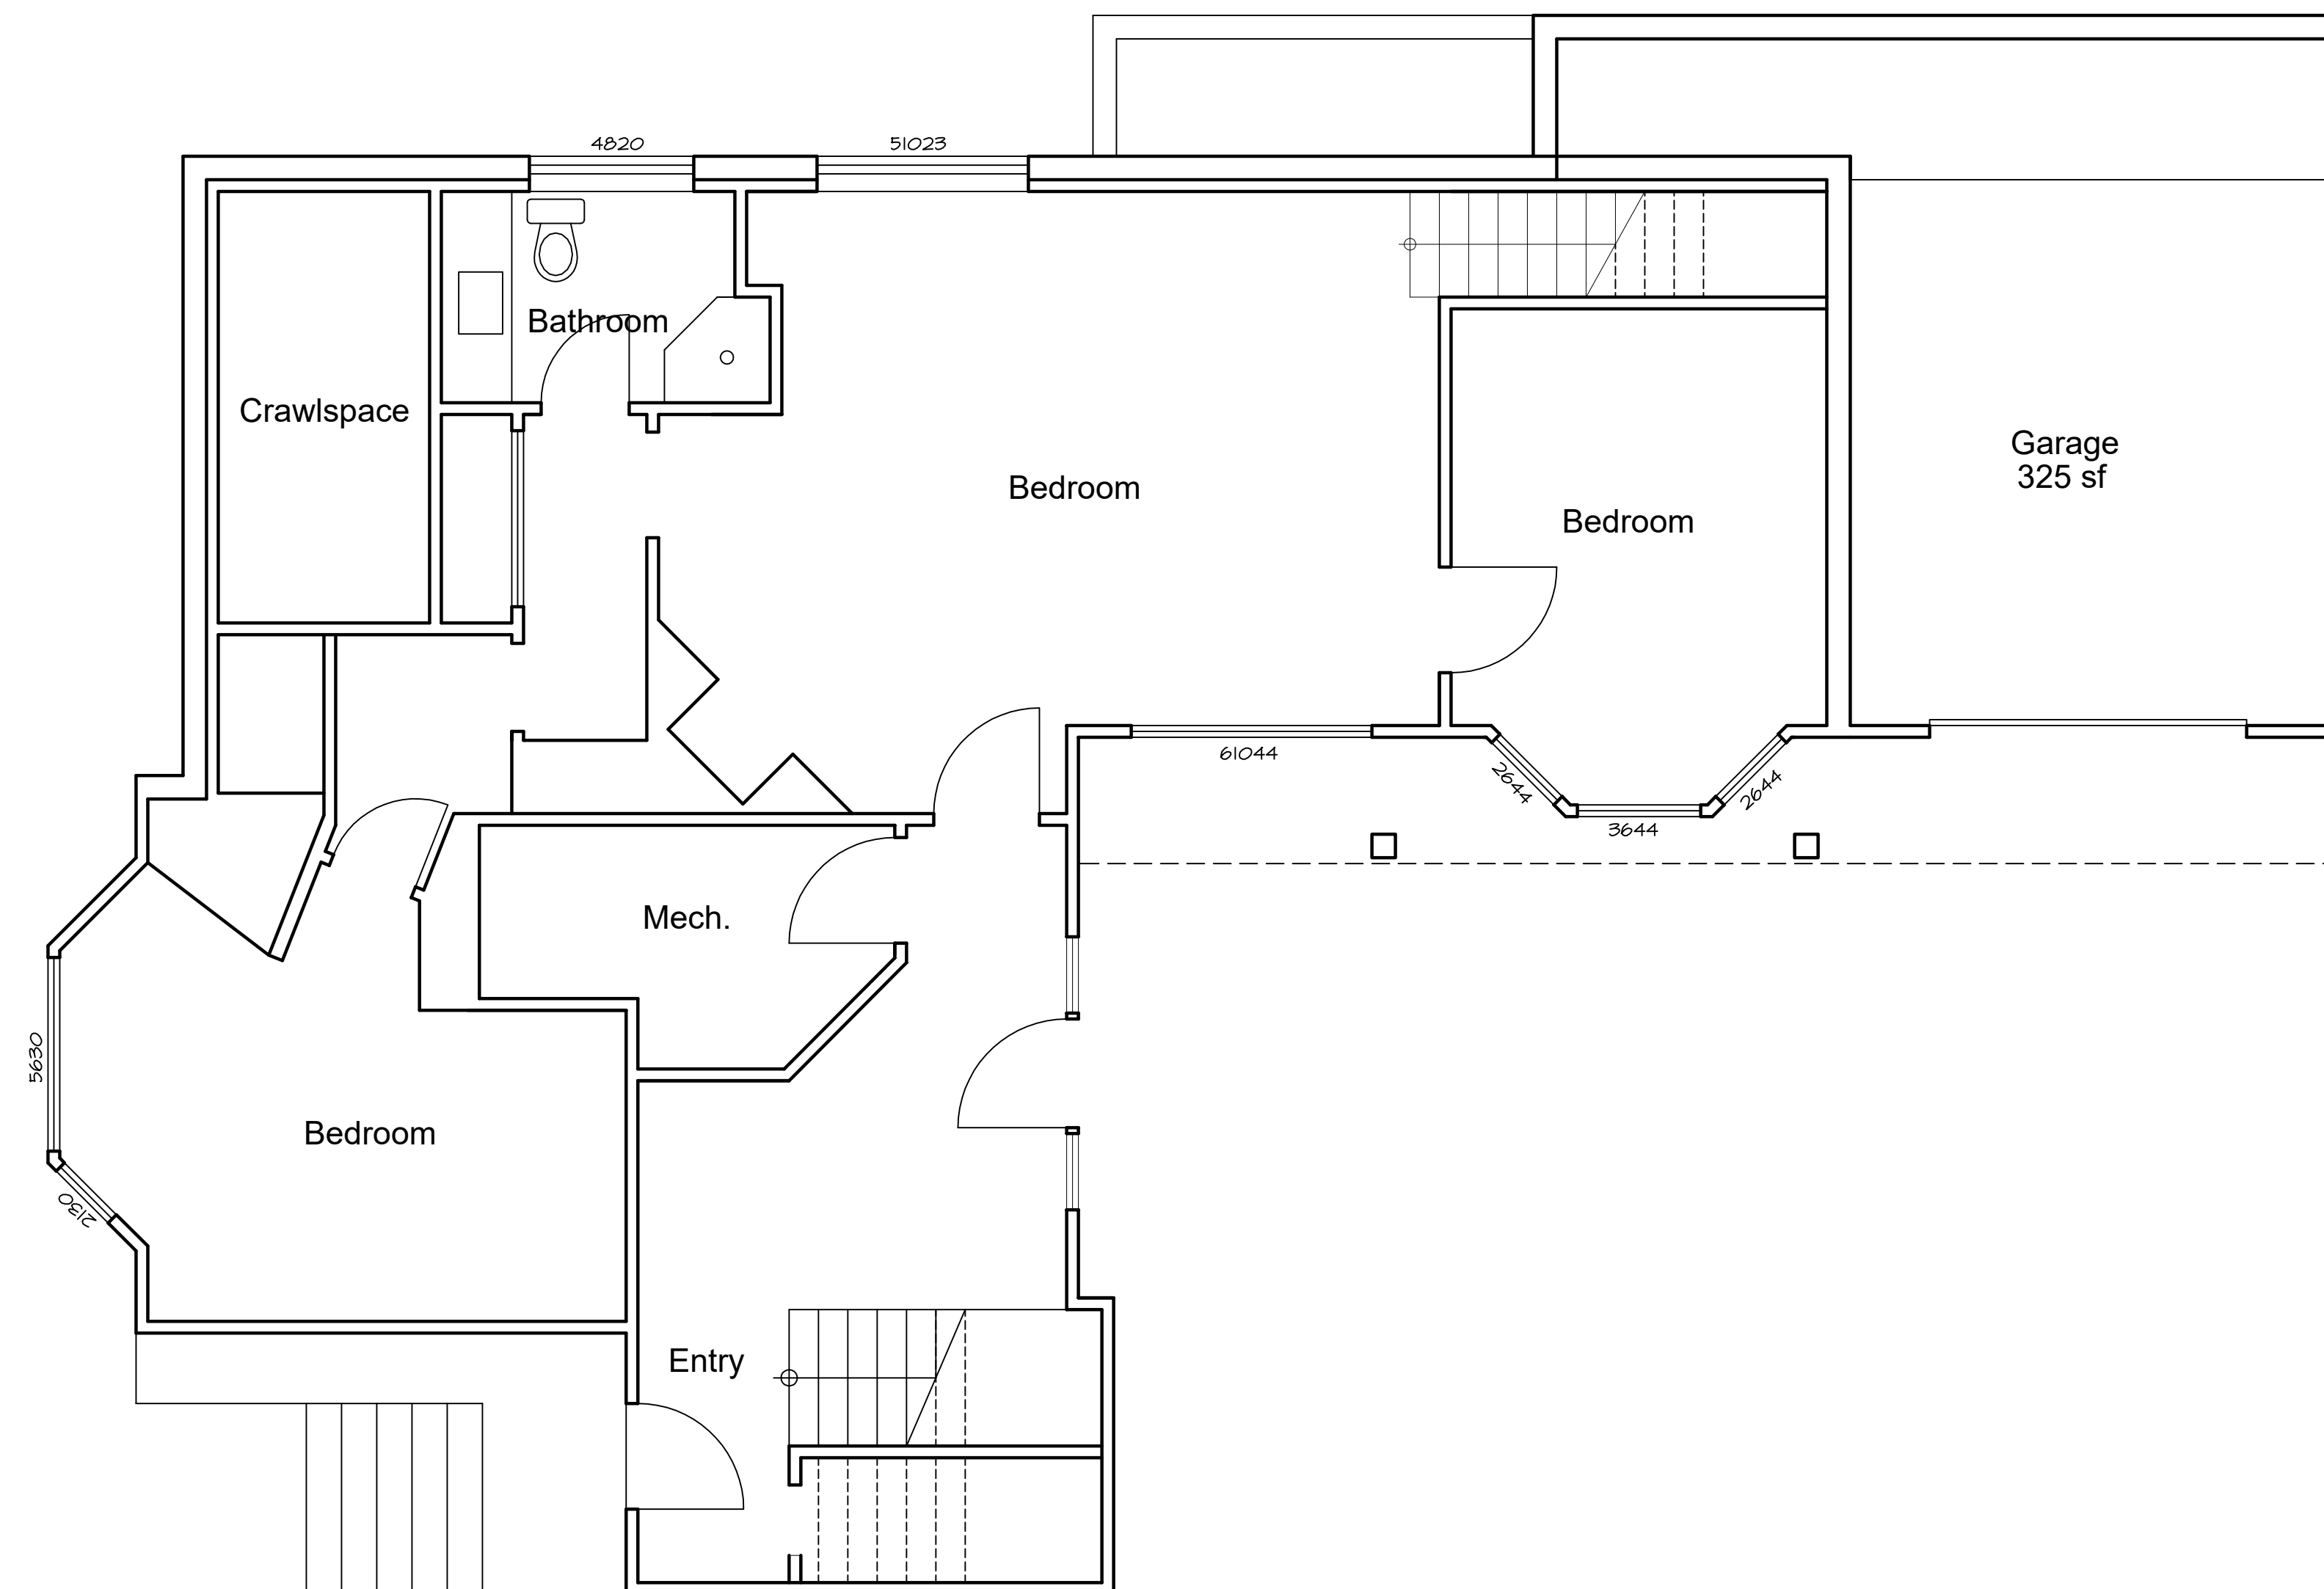 4820
51023
Bathroom
Crawlspace
Bedroom
Bedroom
Garage
325 sf
61044
2644
2644
3644
Mech.
5630
Bedroom
2130
Entry